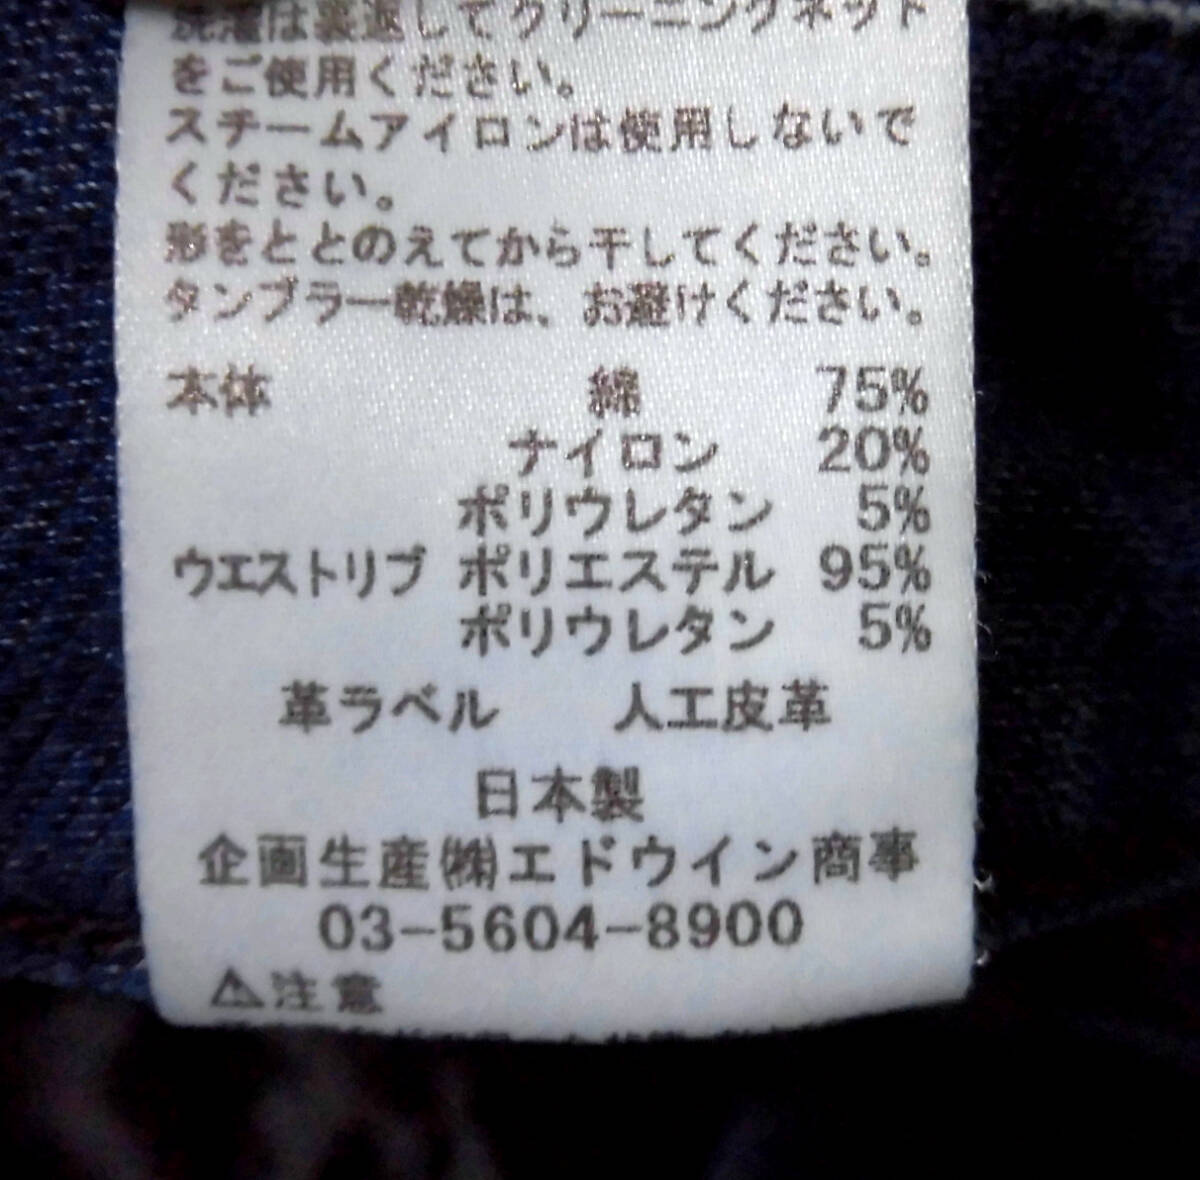 洗濯は裏返してクリーニングネット
をご使用ください。
スチームアイロンは使用しないで
ください。
形をととのえてから干してください。
タンブラー乾燥は、お避けください。
本体 綿 75%
ナイロン 20%
ポリウレタン 5%
ウエストリブ ポリエステル 95%
ポリウレタン 5%
革ラベル 人工皮革
日本製
企画生産㈱エドウイン商事
03-5604-8900
⚠注意